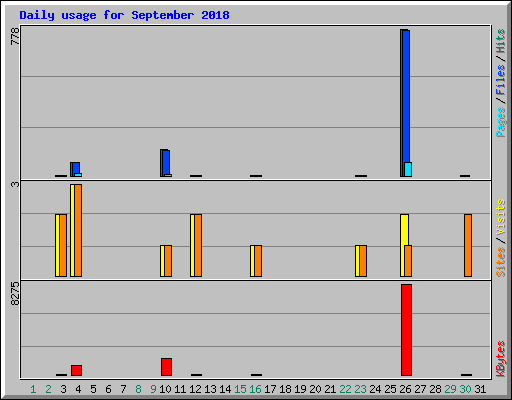 Daily usage for September 2018
778
3
8275
Pages/Files/Hits
Sites/Visits
KBytes
1 2 3 4 5 6 7 8 9 10 11 12 13 14 15 16 17 18 19 20 21 22 23 24 25 26 27 28 29 30 31